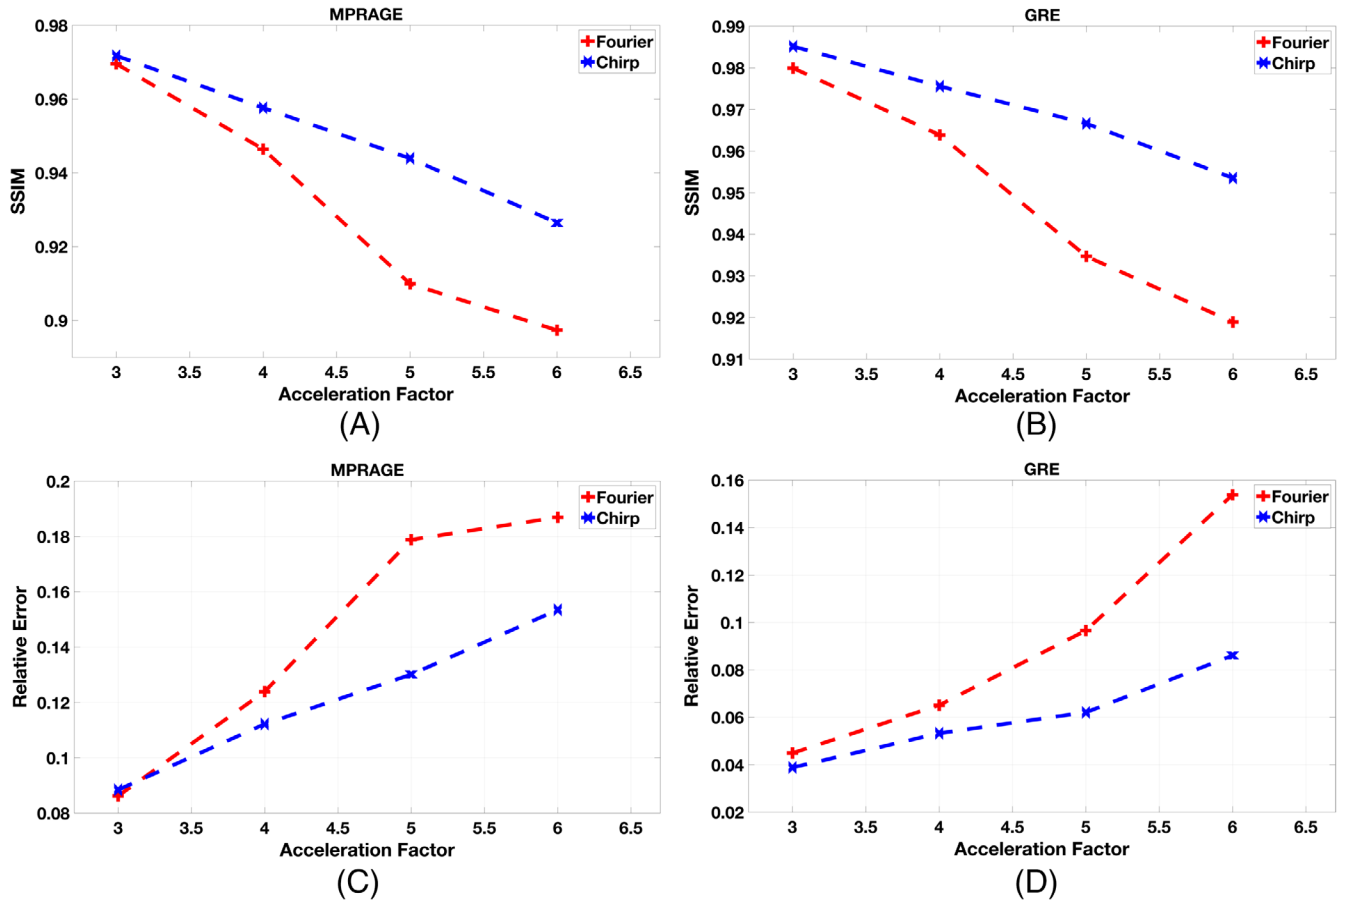 MPRAGE
0.98
0.96
0.94
0.92
0.9
SSIM
Fourier
Chirp
3 3.5 4 4.5 5 5.5 6 6.5
Acceleration Factor
(A)
GRE
0.99
0.98
0.97
0.96
0.95
0.94
0.93
0.92
0.91
SSIM
Fourier
Chirp
3 3.5 4 4.5 5 5.5 6 6.5
Acceleration Factor
(B)
MPRAGE
0.2
0.18
0.16
0.14
0.12
0.1
0.08
Relative Error
Fourier
Chirp
3 3.5 4 4.5 5 5.5 6 6.5
Acceleration Factor
(C)
GRE
0.16
0.14
0.12
0.1
0.08
0.06
0.04
0.02
Relative Error
Fourier
Chirp
3 3.5 4 4.5 5 5.5 6 6.5
Acceleration Factor
(D)